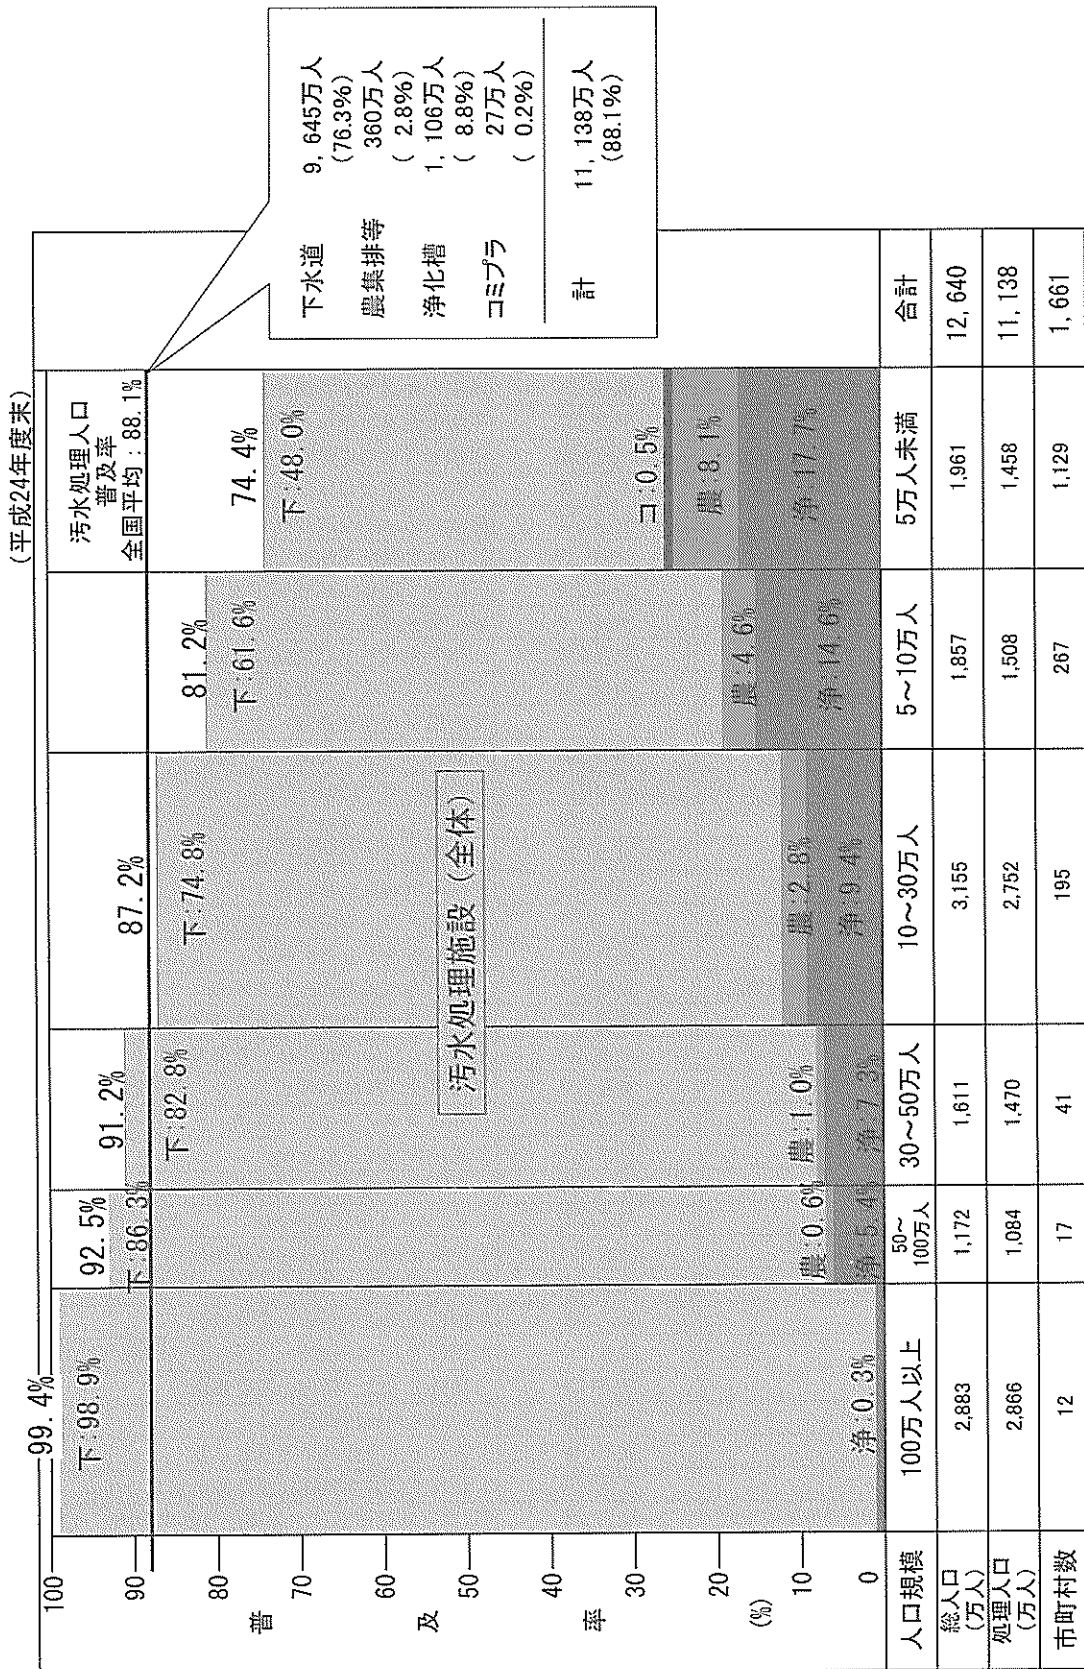 (平成24年度末)
汚水処理人口
普及率
全国平均：88.1%
99.4%
下:98.9%
浄:0.3%
92.5%
下:86.3%
農:0.6%
浄:5.4%
91.2%
下:82.8%
農:1.0%
浄:7.3%
87.2%
下:74.8%
農:2.8%
浄:9.4%
81.2%
下:61.6%
農:4.6%
浄:14.6%
74.4%
下:48.0%
コ:0.5%
農:8.1%
浄:17.7%
汚水処理施設（全体）
下水道 9,645万人
(76.3%)
農集排等 360万人
( 2.8%)
浄化槽 1,106万人
( 8.8%)
コミプラ 27万人
( 0.2%)
計 11,138万人
(88.1%)
100
90
80
70
60
50
40
30
20
10
0
普及率
(%)
人口規模 100万人以上 50～100万人 30～50万人 10～30万人 5～10万人 5万人未満 合計
総人口(万人) 2,883 1,172 1,611 3,155 1,857 1,961 12,640
処理人口(万人) 2,866 1,084 1,470 2,752 1,508 1,458 11,138
市町村数 12 17 41 195 267 1,129 1,661